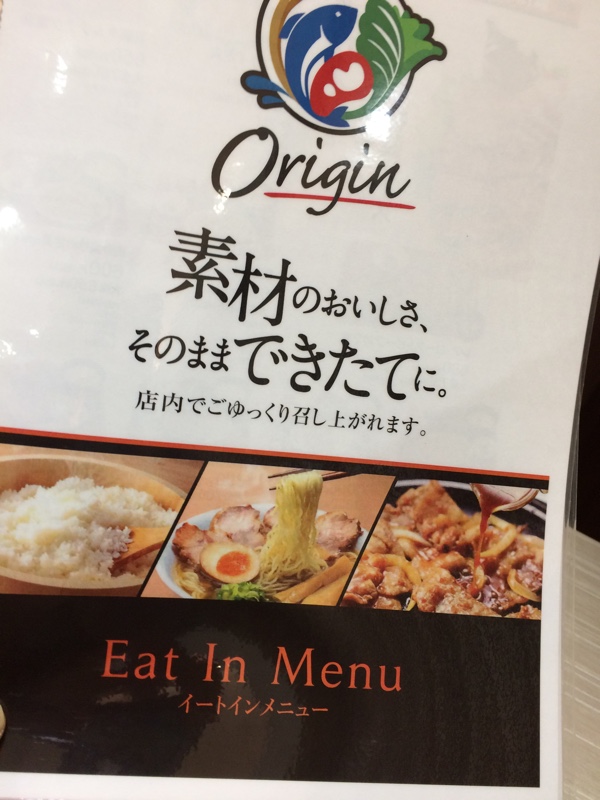 Origin
素材のおいしさ、
そのままできたてに。
店内でごゆっくり召し上がれます。
Eat In Menu
イートインメニュー